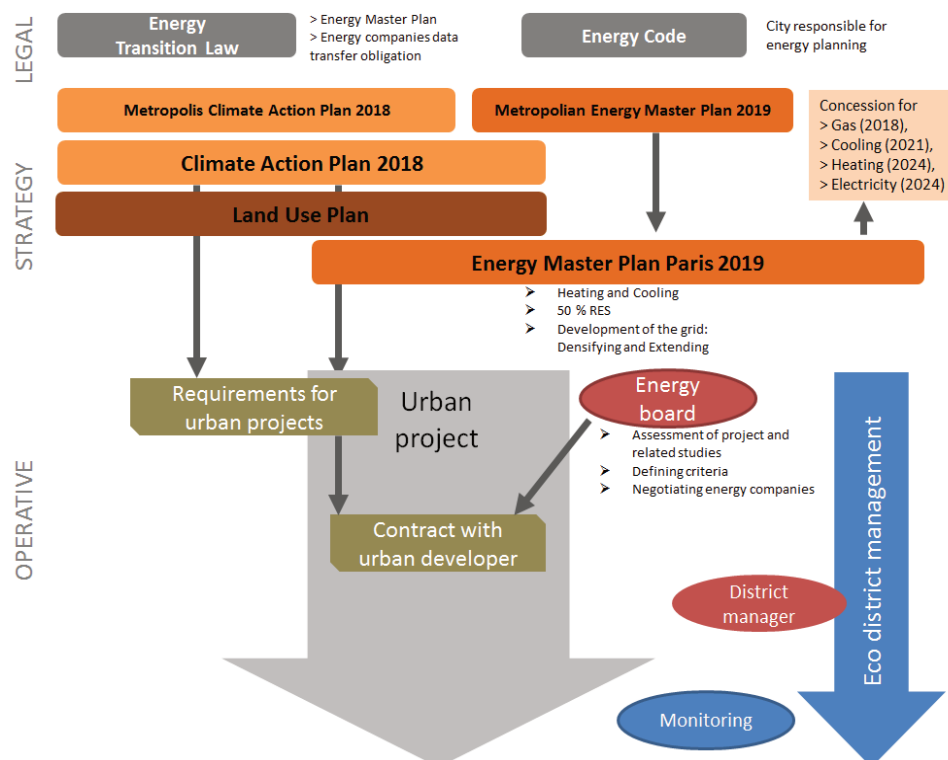 LEGAL
Energy
Transition Law
> Energy Master Plan
> Energy companies data
transfer obligation
Energy Code
City responsible for
energy planning
STRATEGY
Metropolis Climate Action Plan 2018
Metropolian Energy Master Plan 2019
Concession for
> Gas (2018),
> Cooling (2021),
> Heating (2024),
> Electricity (2024)
Climate Action Plan 2018
Land Use Plan
Energy Master Plan Paris 2019
➤ Heating and Cooling
➤ 50 % RES
➤ Development of the grid:
Densifying and Extending
OPERATIVE
Requirements for
urban projects
Urban
project
Energy
board
➤ Assessment of project and
related studies
➤ Defining criteria
➤ Negotiating energy companies
Contract with
urban developer
District
manager
Eco district management
Monitoring